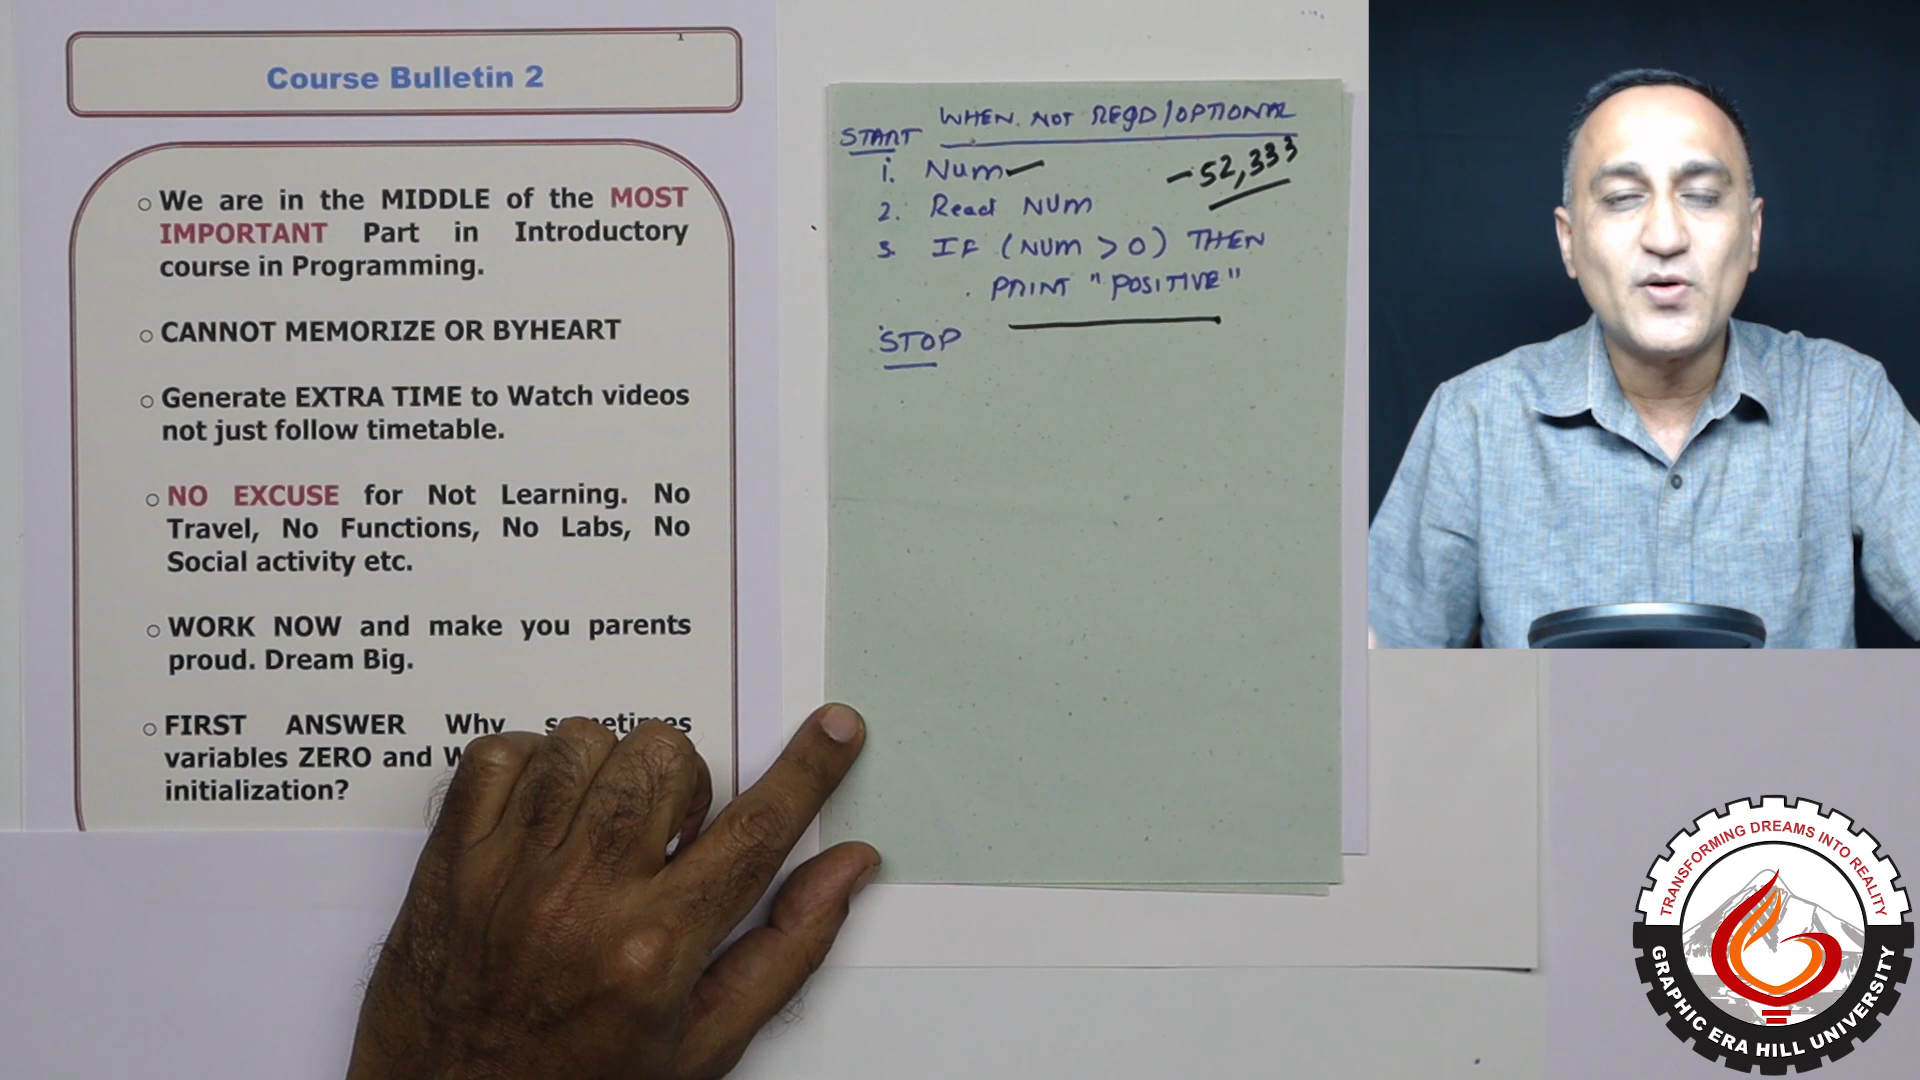 Course Bulletin 2
We are in the MIDDLE of the MOST
IMPORTANT Part in Introductory
course in Programming.
CANNOT MEMORIZE OR BYHEART
Generate EXTRA TIME to Watch videos
not just follow timetable.
NO EXCUSE for Not Learning. No
Travel, No Functions, No Labs, No
Social activity etc.
WORK NOW and make you parents
proud. Dream Big.
FIRST ANSWER Why
variables ZERO and
initialization?
WHEN NOT REQD/OPTIONAL
START
1. Num
-52,333
2. Read NUM
3. IF (NUM > 0) THEN
PRINT "POSITIVE"
STOP
TRANSFORMING DREAMS INTO REALITY
GRAPHIC ERA HILL UNIVERSITY